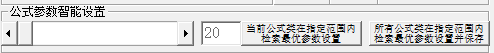 公式参数智能设置
20
当前公式类在指定范围内
检索最优参数设置
所有公式类在指定范围内
检索最优参数设置并保存